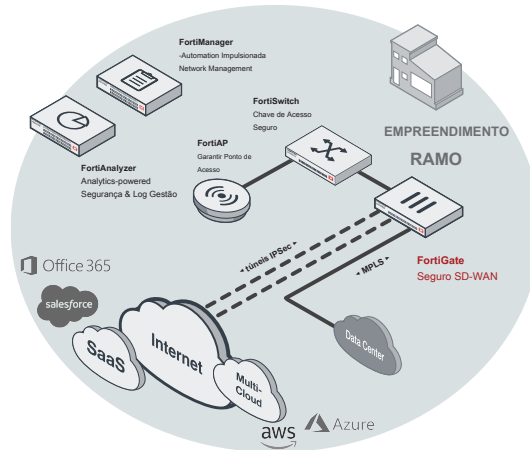 FortiManager
-Automation Impulsionada
Network Management
FortiSwitch
Chave de Acesso
Seguro
EMPREENDIMENTO
RAMO
FortiAP
Garantir Ponto de
Acesso
FortiAnalyzer
Analytics-powered
Segurança & Log Gestão
túneis IPSec
MPLS
FortiGate
Seguro SD-WAN
Office 365
salesforce
SaaS
Internet
Multi-
Cloud
Data Center
aws
Azure